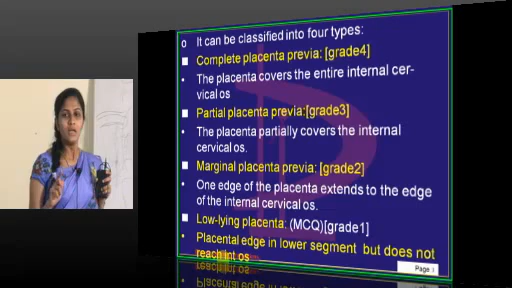 It can be classified into four types:
Complete placenta previa: [grade4]
The placenta covers the entire internal cer-
vical os
Partial placenta previa:[grade3]
The placenta partially covers the internal
cervical os.
Marginal placenta previa: [grade2]
One edge of the placenta extends to the edge
of the internal cervical os.
Low-lying placenta: (MCQ)[grade1]
Placental edge in lower segment but does not
reach int os
Page